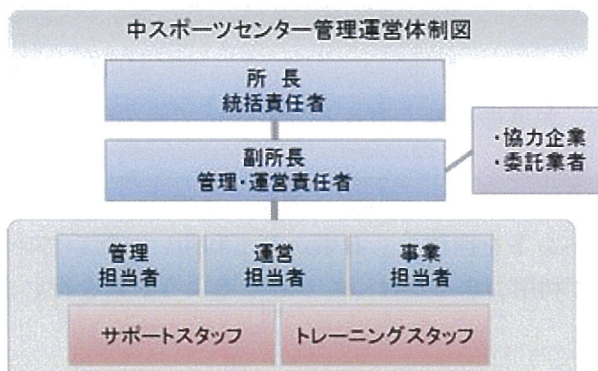 中スポーツセンター管理運営体制図
所 長
統括責任者
副所長
管理・運営責任者
・協力企業
・委託業者
管理
担当者
運営
担当者
事業
担当者
サポートスタッフ
トレーニングスタッフ